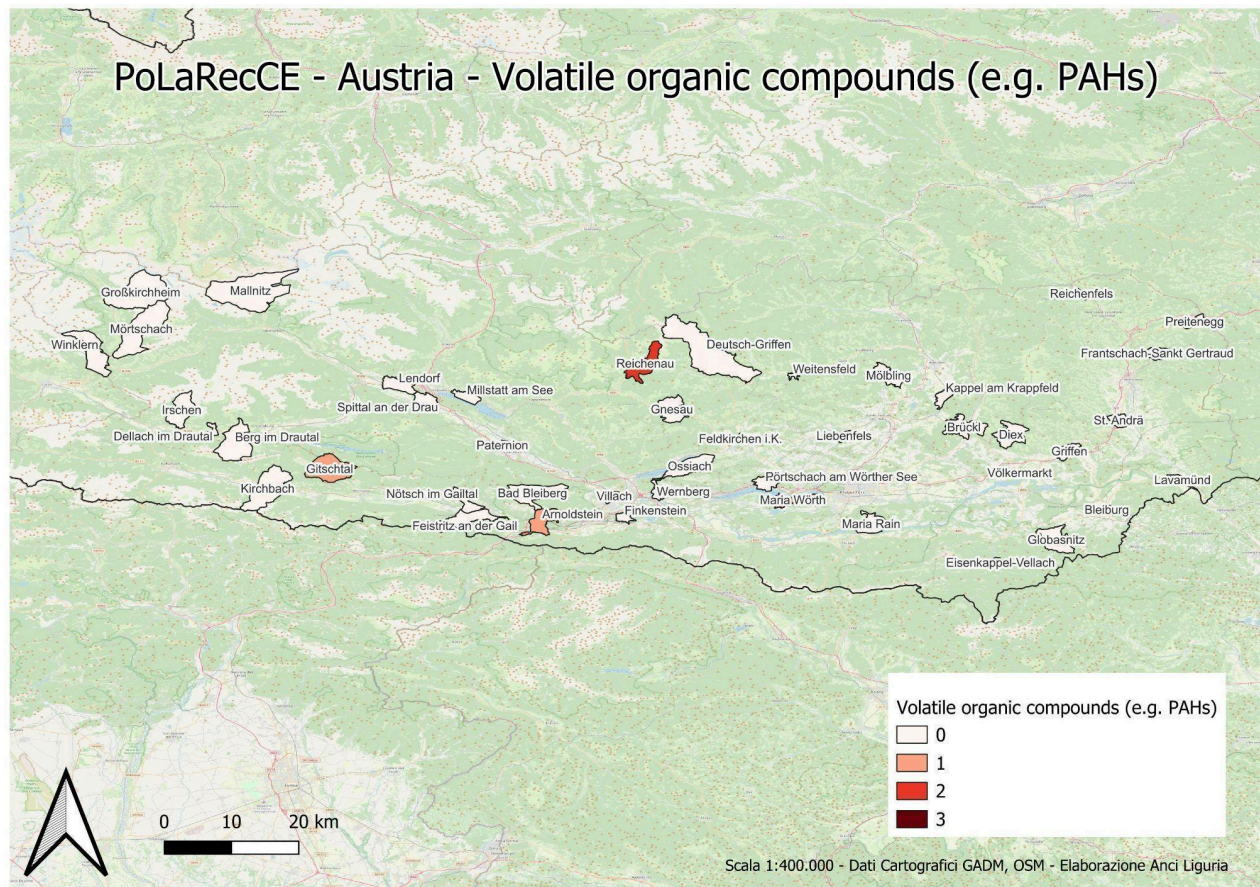 PoLaRecCE - Austria - Volatile organic compounds (e.g. PAHs)
Großkirchheim
Mallnitz
Reichenfels
Mörtschach
Preitenegg
Winklern
Deutsch-Griffen
Frantschach-Sankt Gertraud
Reichenau
Weitensfeld
Mölbling
Lendorf
Millstatt am See
Kappel am Krappfeld
Spittal an der Drau
Irschen
Gnesau
St. Andrä
Dellach im Drautal
Berg im Drautal
Paternion
Feldkirchen i.K.
Liebenfels
Brückl
Diex
Griffen
Gitschtal
Ossiach
Völkermarkt
Pörtschach am Wörther See
Lavamünd
Kirchbach
Nötsch im Gailtal
Bad Bleiberg
Villach
Wernberg
Maria Wörth
Feistritz an der Gail
Arnoldstein
Finkenstein
Bleiburg
Maria Rain
Globasnitz
Eisenkappel-Vellach
Volatile organic compounds (e.g. PAHs)
0
1
2
3
0 10 20 km
Scala 1:400.000 - Dati Cartografici GADM, OSM - Elaborazione Anci Liguria